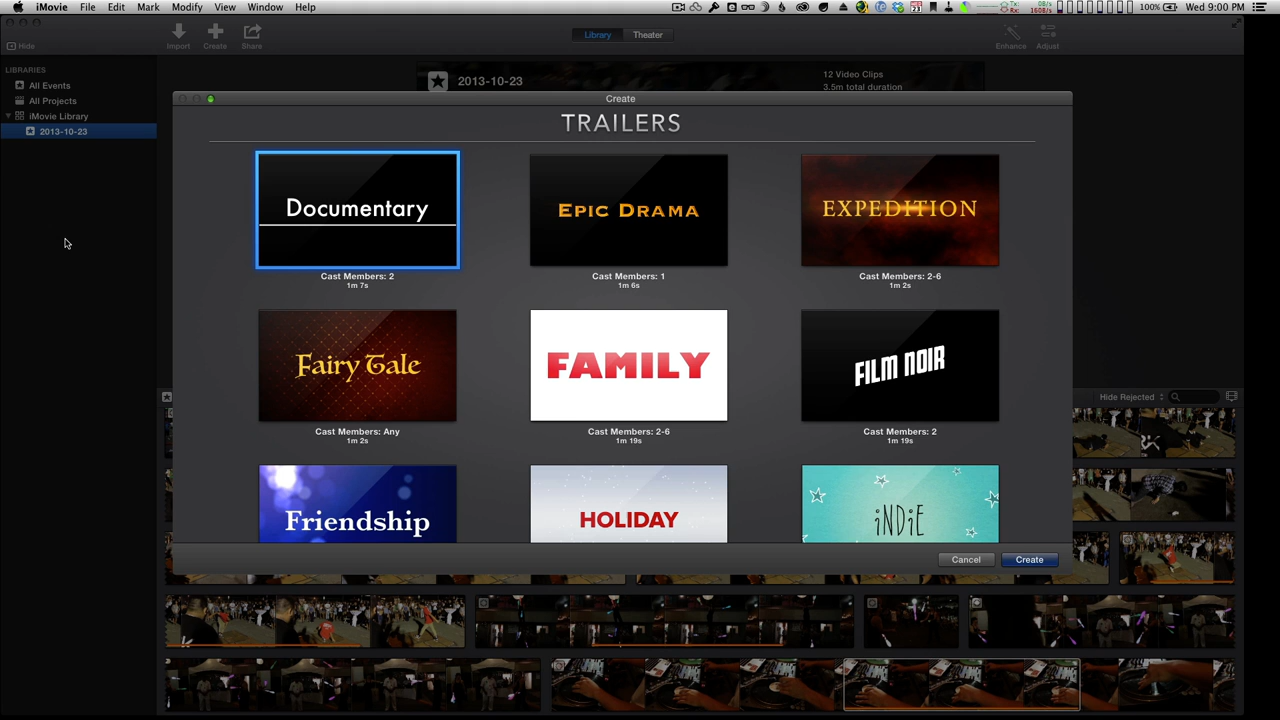 iMovie File Edit Mark Modify View Window Help
100% Wed 9:00 PM
Hide
Import Create Share
Library Theater
Enhance Adjust
LIBRARIES
All Events
All Projects
iMovie Library
2013-10-23
2013-10-23
12 Video Clips
3.5m total duration
Create
TRAILERS
Documentary
EPIC DRAMA
EXPEDITION
Cast Members: 2
Cast Members: 1
Cast Members: 2-6
1m 7s
1m 6s
1m 2s
Fairy Tale
FAMILY
FILM NOIR
Cast Members: Any
Cast Members: 2-6
Cast Members: 2
1m 2s
1m 19s
1m 19s
Hide Rejected
Friendship
HOLIDAY
iNDiE
Cancel Create